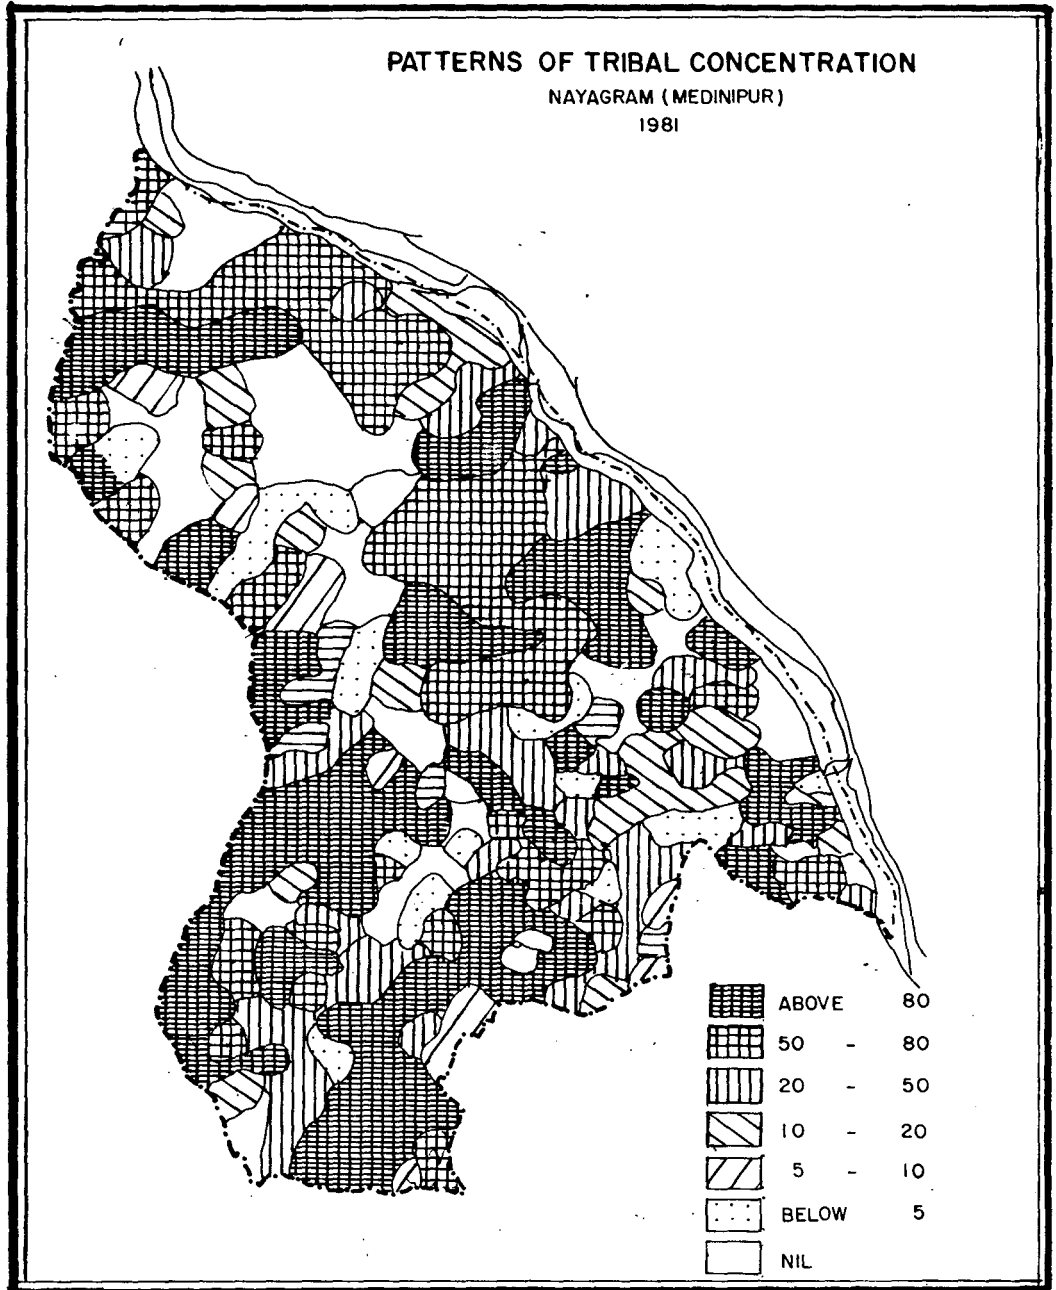 PATTERNS OF TRIBAL CONCENTRATION
NAYAGRAM (MEDINIPUR)
1981
ABOVE 80
50 - 80
20 - 50
10 - 20
5 - 10
BELOW 5
NIL